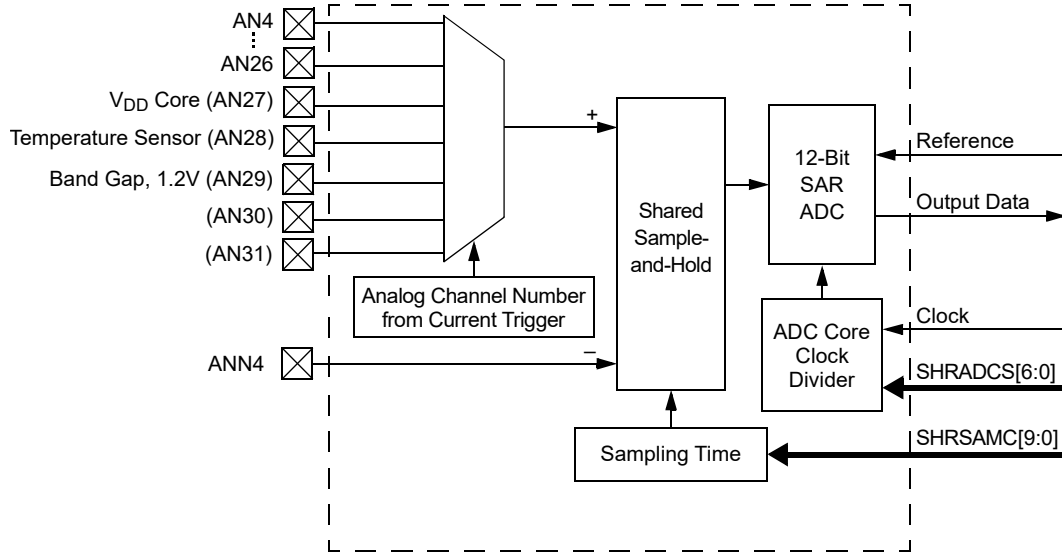 AN4
AN26
VDD Core (AN27)
Temperature Sensor (AN28)
Band Gap, 1.2V (AN29)
(AN30)
(AN31)
Analog Channel Number
from Current Trigger
ANN4
+
–
Shared
Sample-
and-Hold
Sampling Time
12-Bit
SAR
ADC
ADC Core
Clock
Divider
Reference
Output Data
Clock
SHRADCS[6:0]
SHRSAMC[9:0]